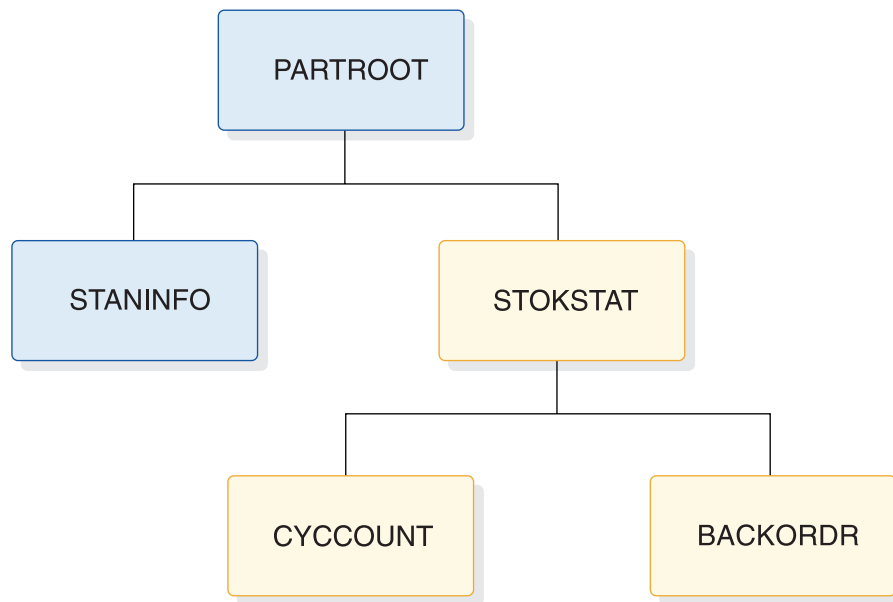 PARTROOT
STANINFO
STOKSTAT
CYCCOUNT
BACKORDR